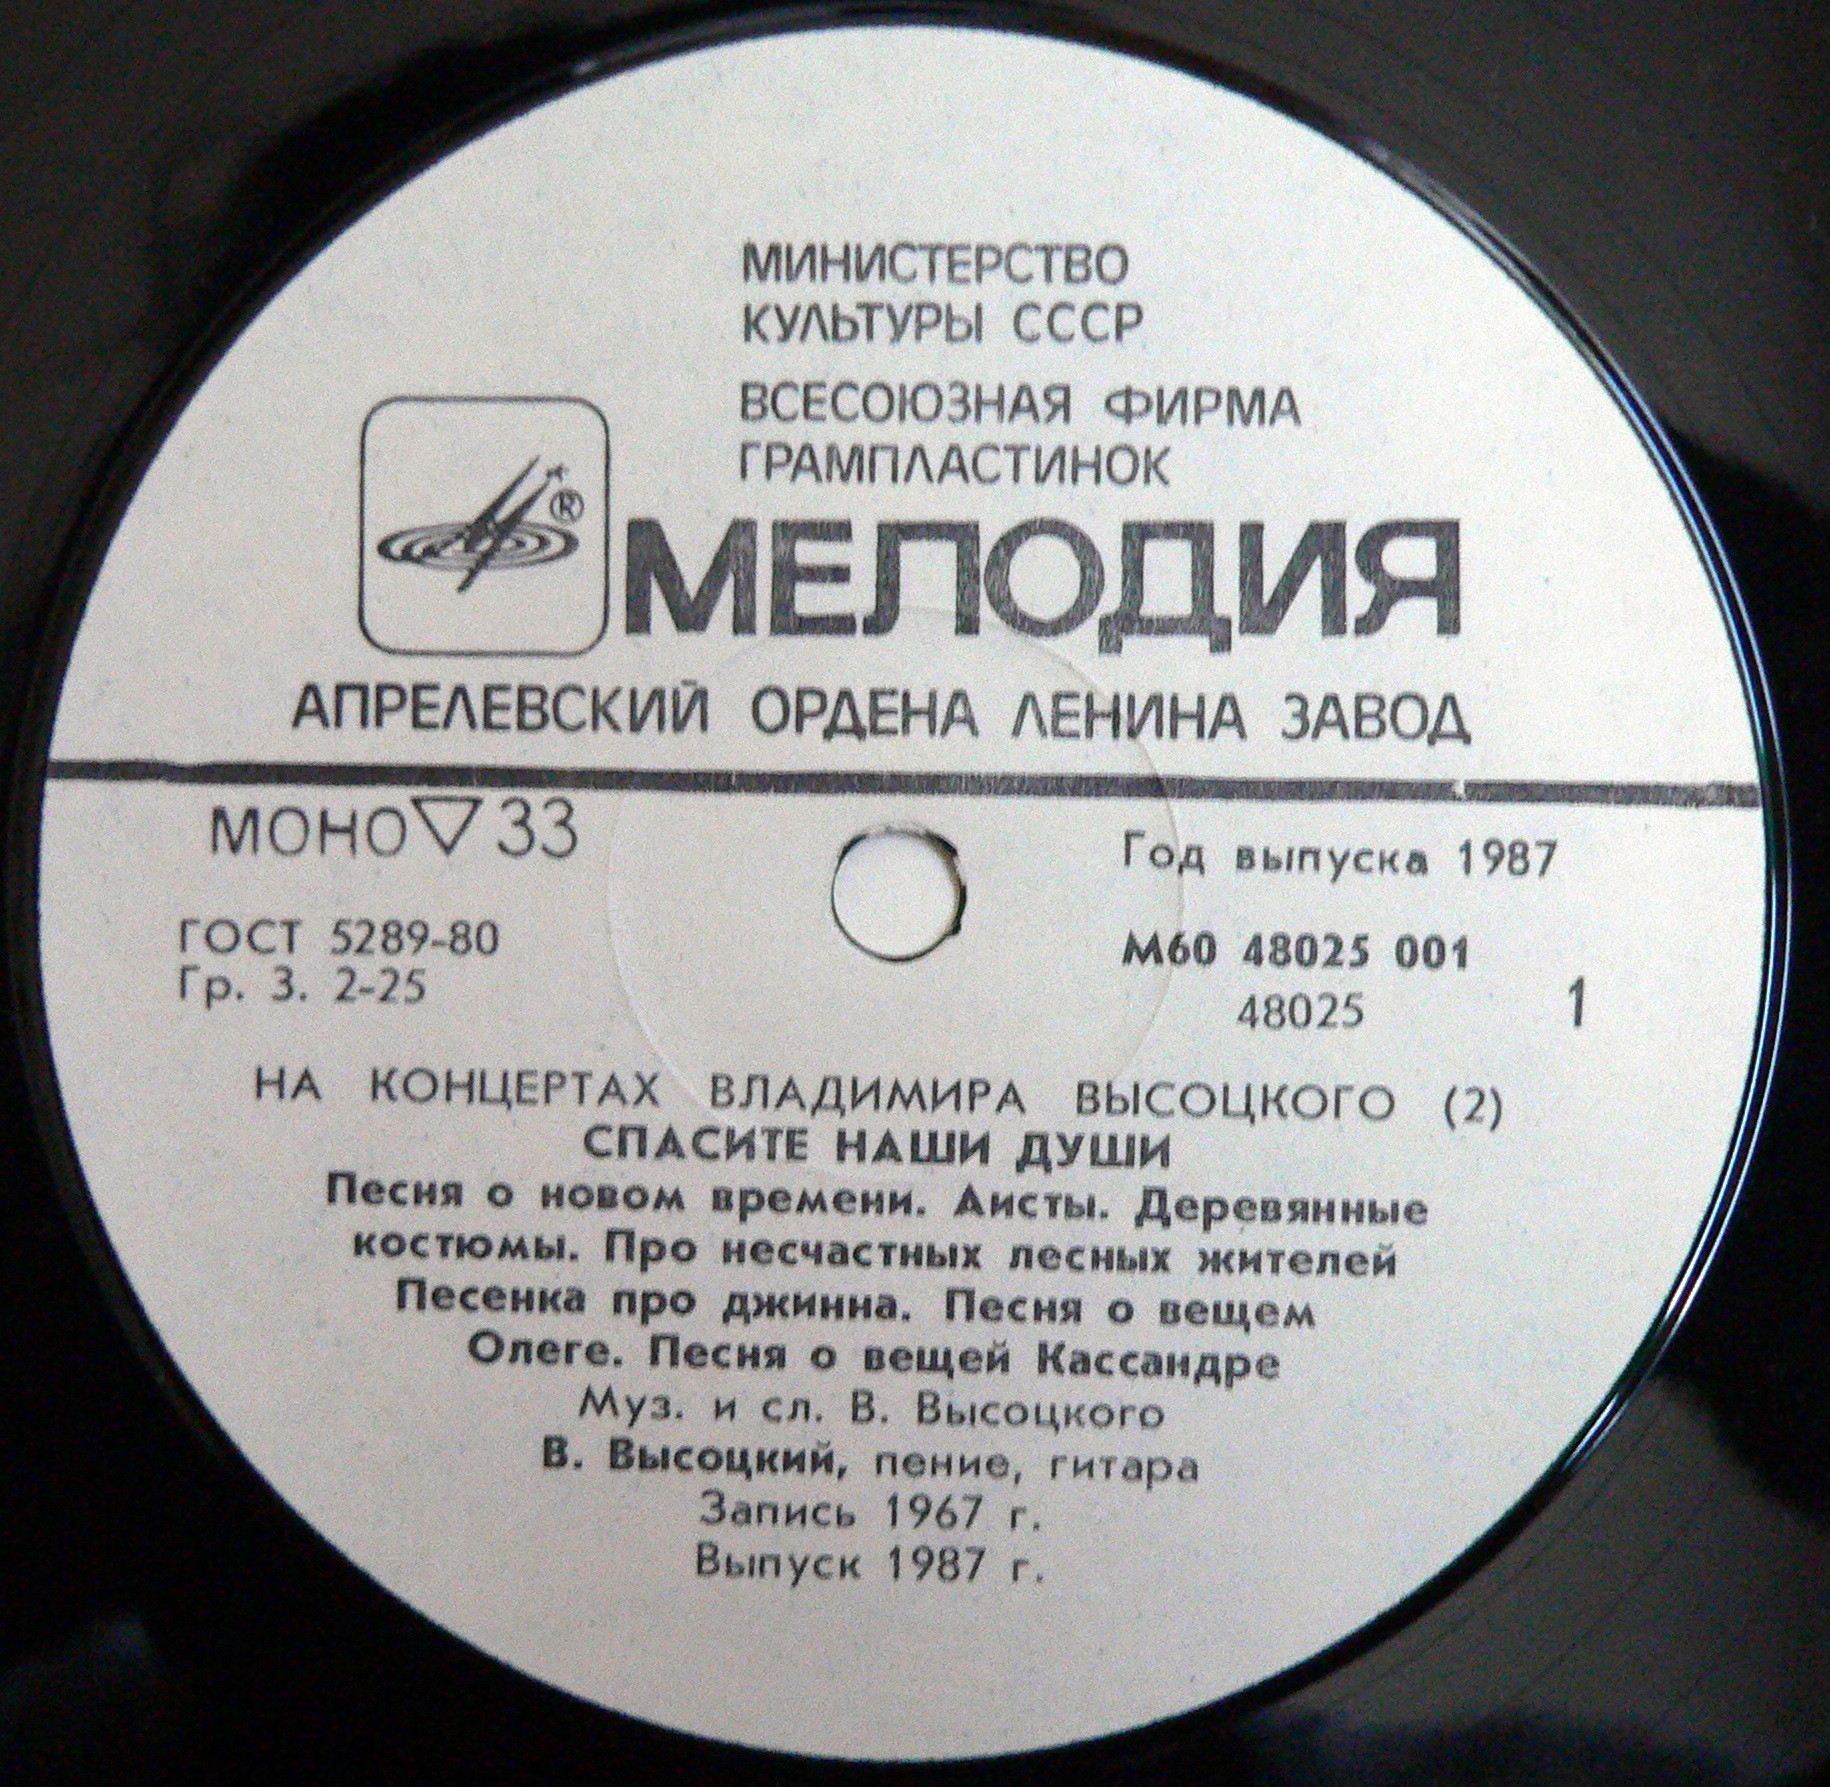 МИНИСТЕРСТВО
КУЛЬТУРЫ СССР
ВСЕСОЮЗНАЯ ФИРМА
ГРАМПЛАСТИНОК
®
МЕЛОДИЯ
АПРЕЛЕВСКИЙ ОРДЕНА ЛЕНИНА ЗАВОД
МОНО ▽ 33
Год выпуска 1987
ГОСТ 5289-80
Гр. 3. 2-25
М60 48025 001
48025
1
НА КОНЦЕРТАХ ВЛАДИМИРА ВЫСОЦКОГО (2)
СПАСИТЕ НАШИ ДУШИ
Песня о новом времени. Аисты. Деревянные
костюмы. Про несчастных лесных жителей
Песенка про джинна. Песня о вещем
Олеге. Песня о вещей Кассандре
Муз. и сл. В. Высоцкого
В. Высоцкий, пение, гитара
Запись 1967 г.
Выпуск 1987 г.